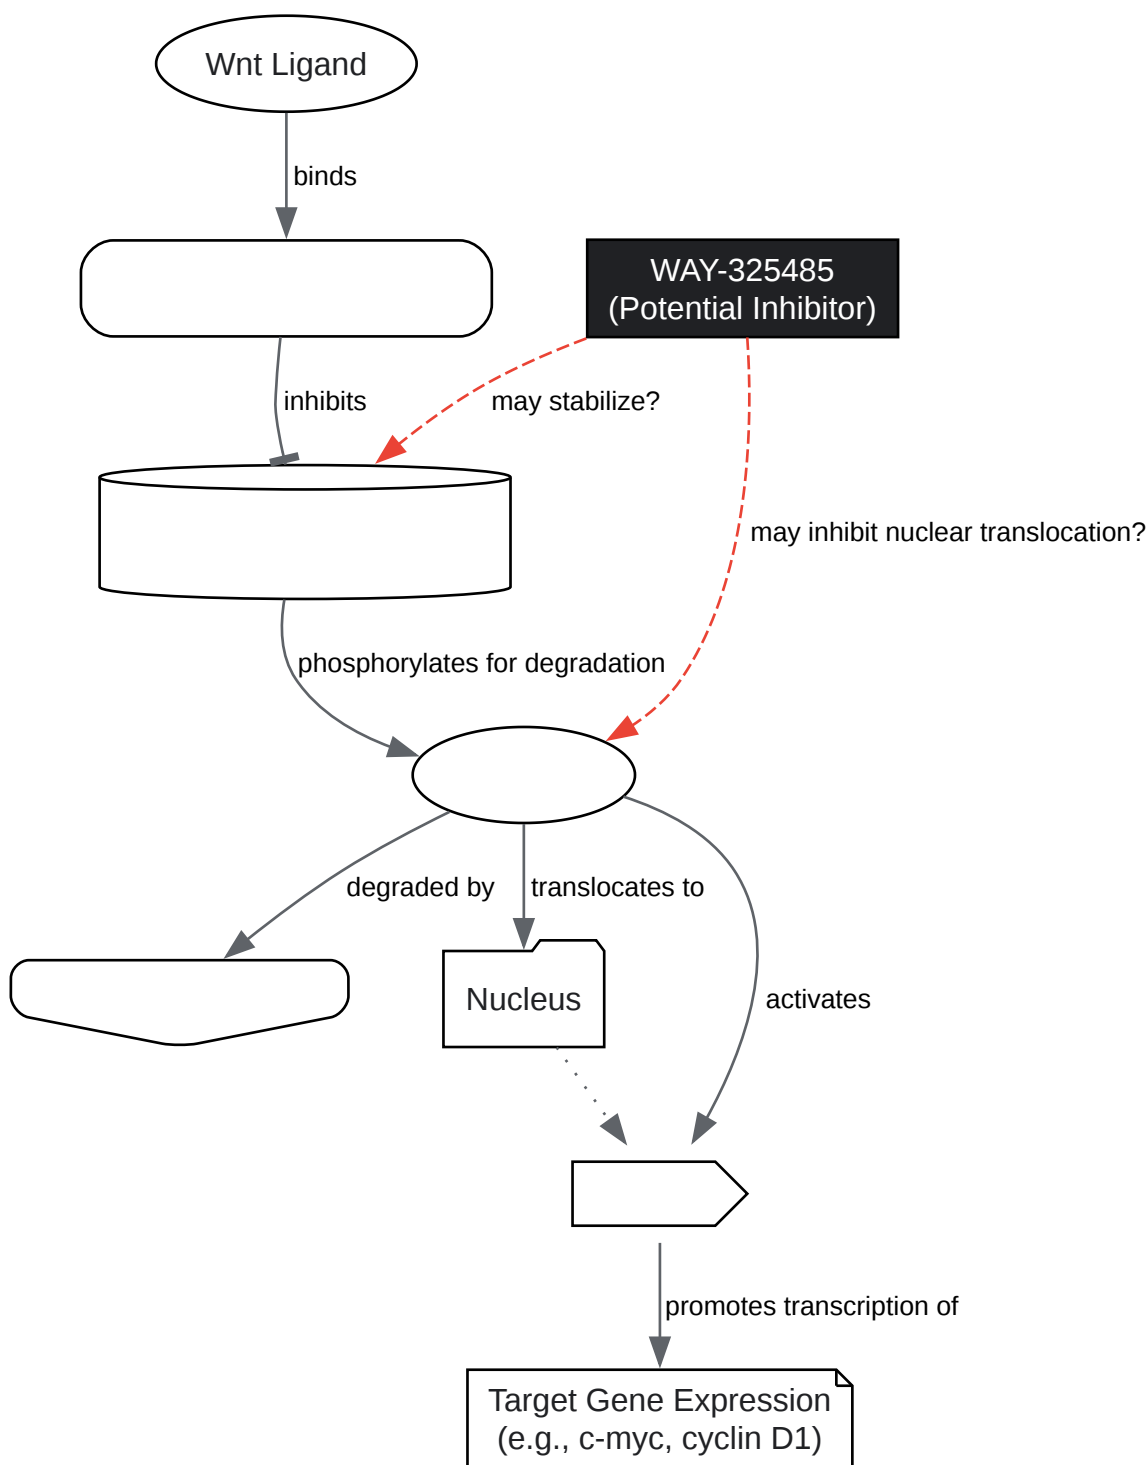 Wnt Ligand
binds
WAY-325485
(Potential Inhibitor)
inhibits
may stabilize?
may inhibit nuclear translocation?
phosphorylates for degradation
degraded by
translocates to
Nucleus
activates
promotes transcription of
Target Gene Expression
(e.g., c-myc, cyclin D1)